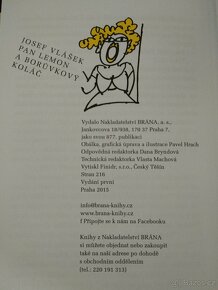 JOSEF VLÁŠEK
PAN LEMON
A BORŮVKOVÝ
KOLÁČ
Vydalo Nakladatelství BRÁNA, a. s.,
Jankovcova 18/938, 170 37 Praha 7,
jako svou 877. publikaci
Obálka, grafická úprava a ilustrace Pavel Hrach
Odpovědná redaktorka Dana Bryndová
Technická redaktorka Vlasta Machová
Vytiskl Finidr, s.r.o., Český Těšín
Stran 216
Vydání první
Praha 2015
info@brana-knihy.cz
www.brana-knihy.cz
f Připojte se k nám na Facebooku
Knihy z Nakladatelství BRÁNA
si můžete objednat nebo zakoupit
také na naší adrese po dohodě
s obchodním oddělením
(tel.: 220 191 313)